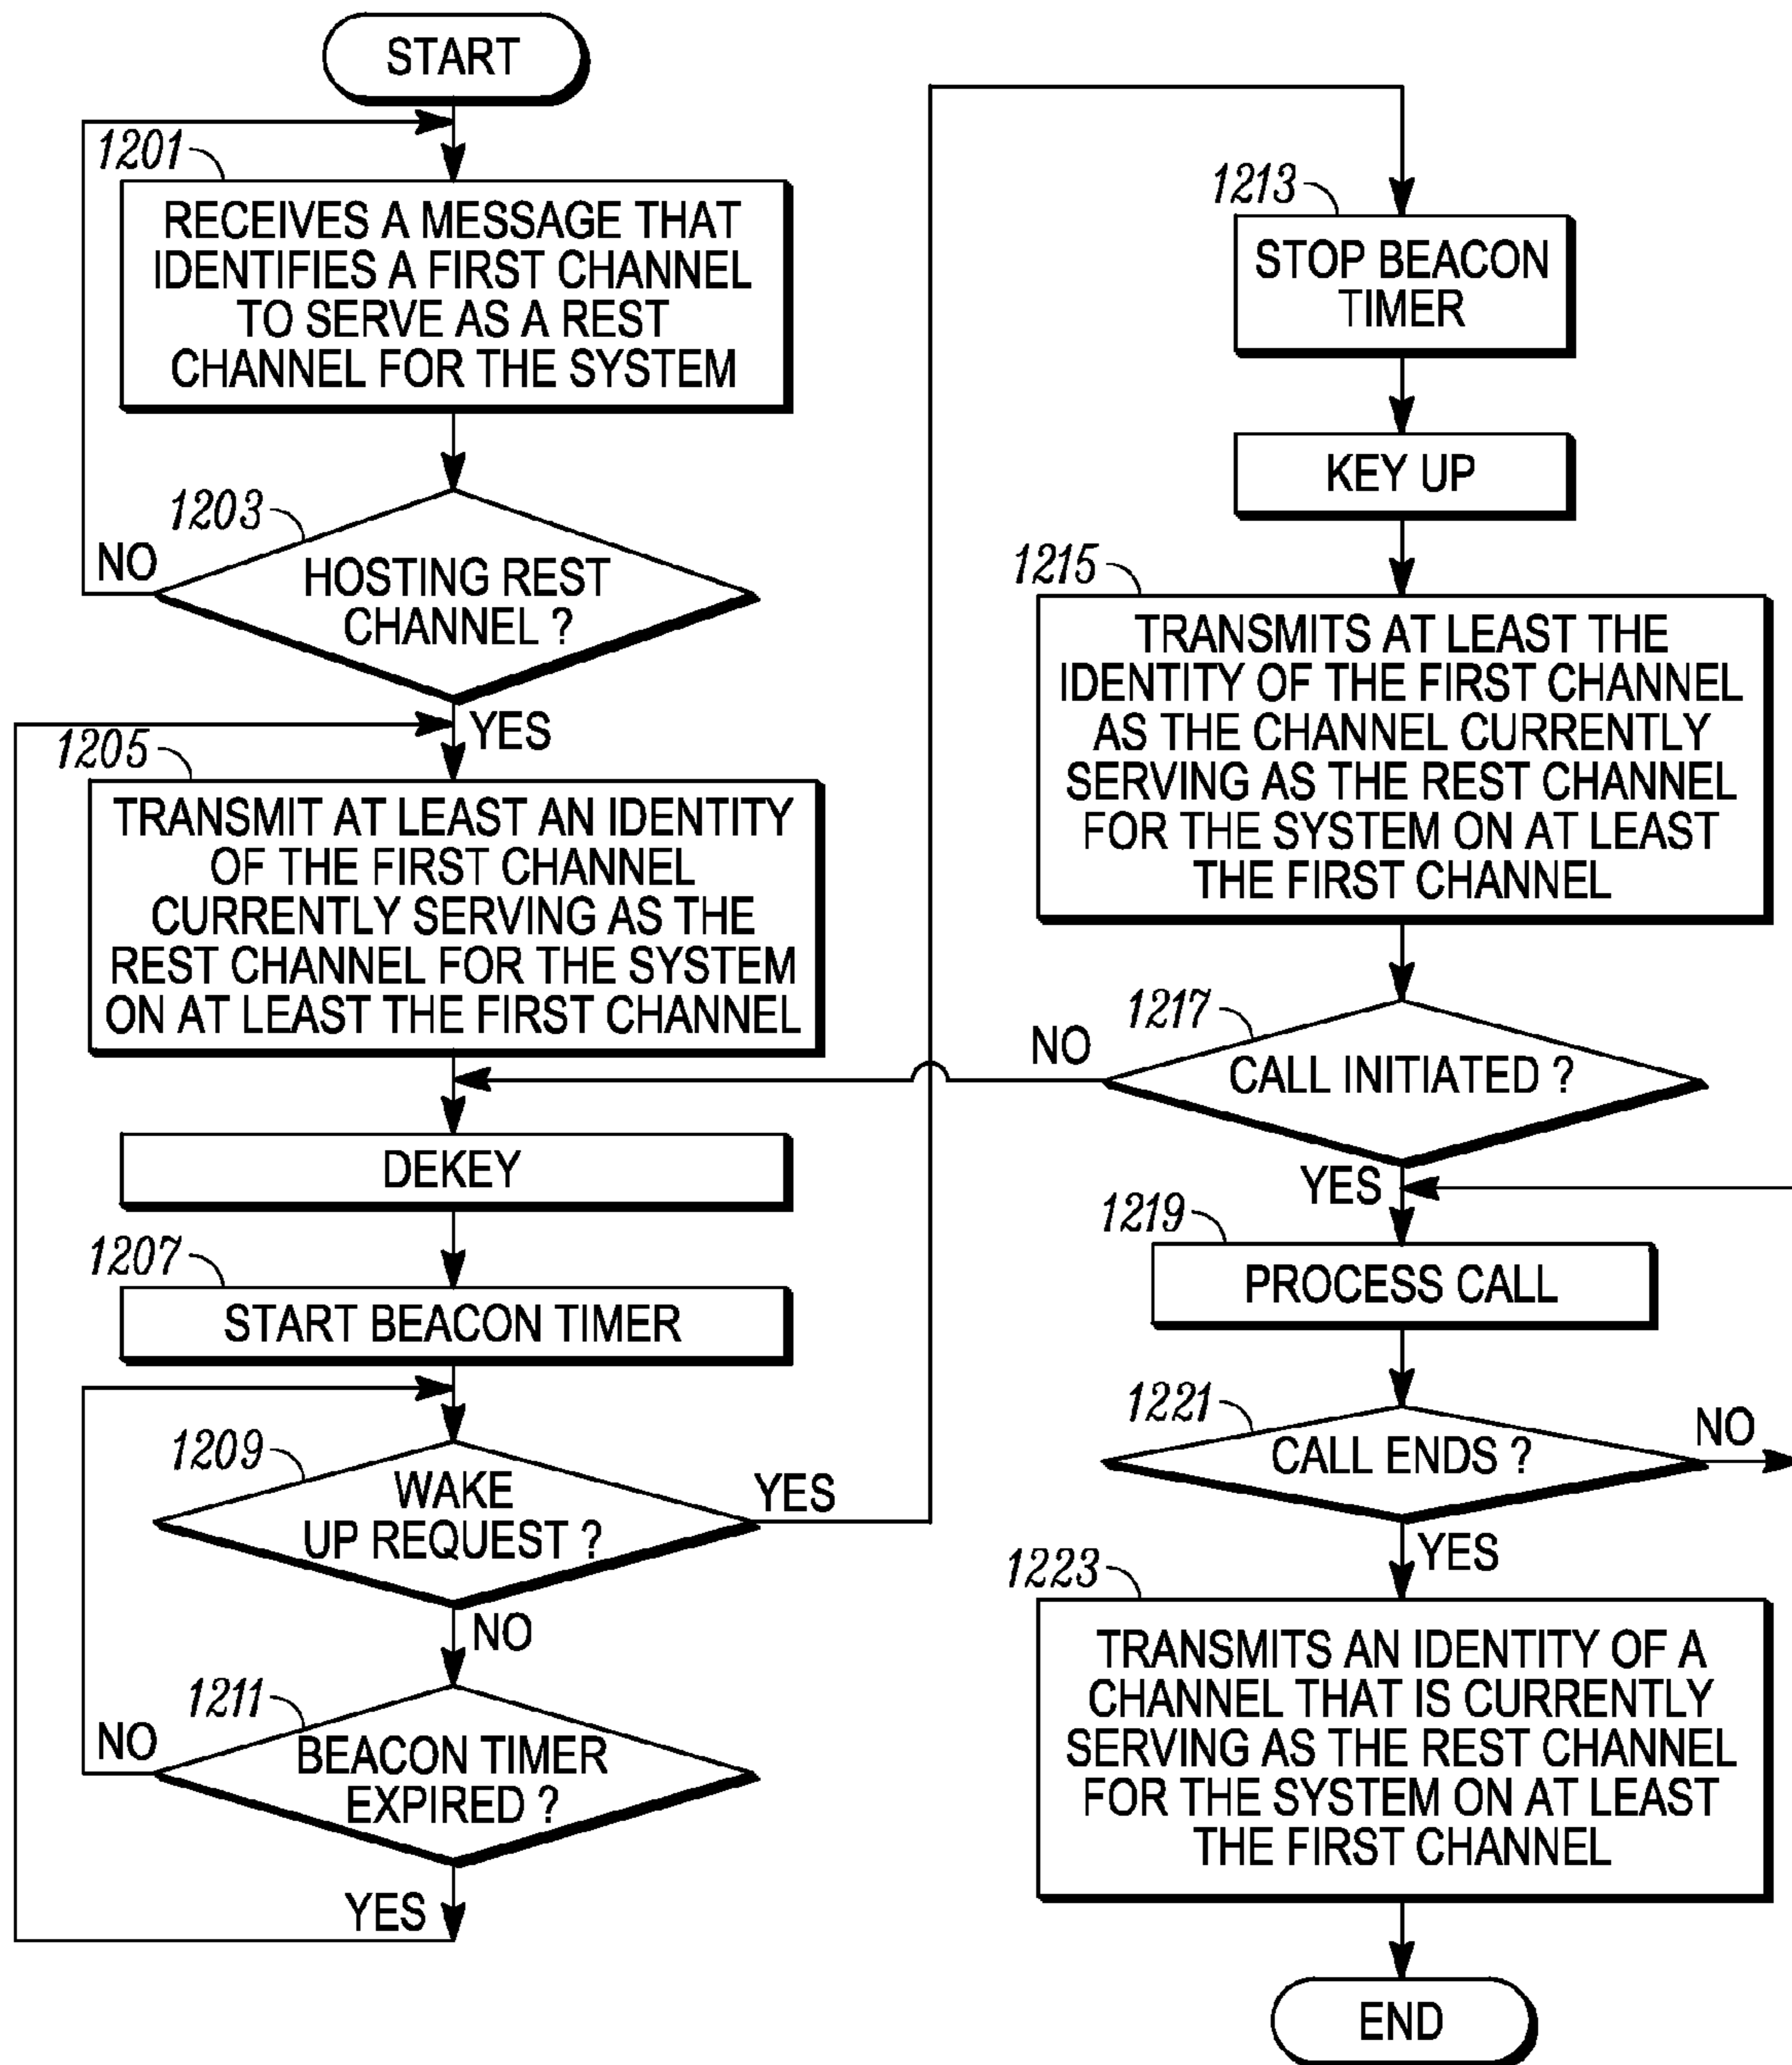 START
1201
RECEIVES A MESSAGE THAT
IDENTIFIES A FIRST CHANNEL
TO SERVE AS A REST
CHANNEL FOR THE SYSTEM
1203
NO
HOSTING REST
CHANNEL ?
YES
1205
TRANSMIT AT LEAST AN IDENTITY
OF THE FIRST CHANNEL
CURRENTLY SERVING AS THE
REST CHANNEL FOR THE SYSTEM
ON AT LEAST THE FIRST CHANNEL
DEKEY
1207
START BEACON TIMER
1209
WAKE
UP REQUEST ?
YES
NO
1211
NO
BEACON TIMER
EXPIRED ?
YES
1213
STOP BEACON
TIMER
KEY UP
1215
TRANSMITS AT LEAST THE
IDENTITY OF THE FIRST CHANNEL
AS THE CHANNEL CURRENTLY
SERVING AS THE REST CHANNEL
FOR THE SYSTEM ON AT LEAST
THE FIRST CHANNEL
1217
NO
CALL INITIATED ?
YES
1219
PROCESS CALL
1221
CALL ENDS ?
NO
YES
1223
TRANSMITS AN IDENTITY OF A
CHANNEL THAT IS CURRENTLY
SERVING AS THE REST CHANNEL
FOR THE SYSTEM ON AT LEAST
THE FIRST CHANNEL
END